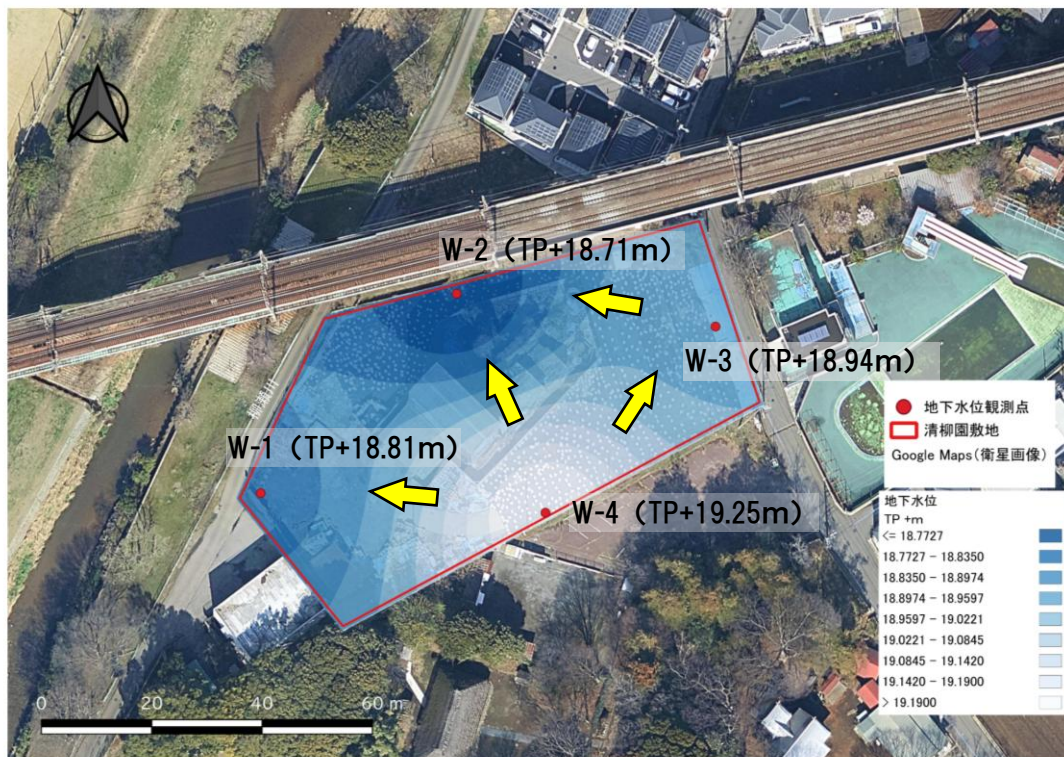 W-2（TP+18.71m）
W-3（TP+18.94m）
W-1（TP+18.81m）
W-4（TP+19.25m）
地下水位観測点
清柳園敷地
Google Maps（衛星画像）
地下水位
TP +m
<= 18.7727
18.7727 - 18.8350
18.8350 - 18.8974
18.8974 - 18.9597
18.9597 - 19.0221
19.0221 - 19.0845
19.0845 - 19.1420
19.1420 - 19.1900
> 19.1900
0 20 40 60 m